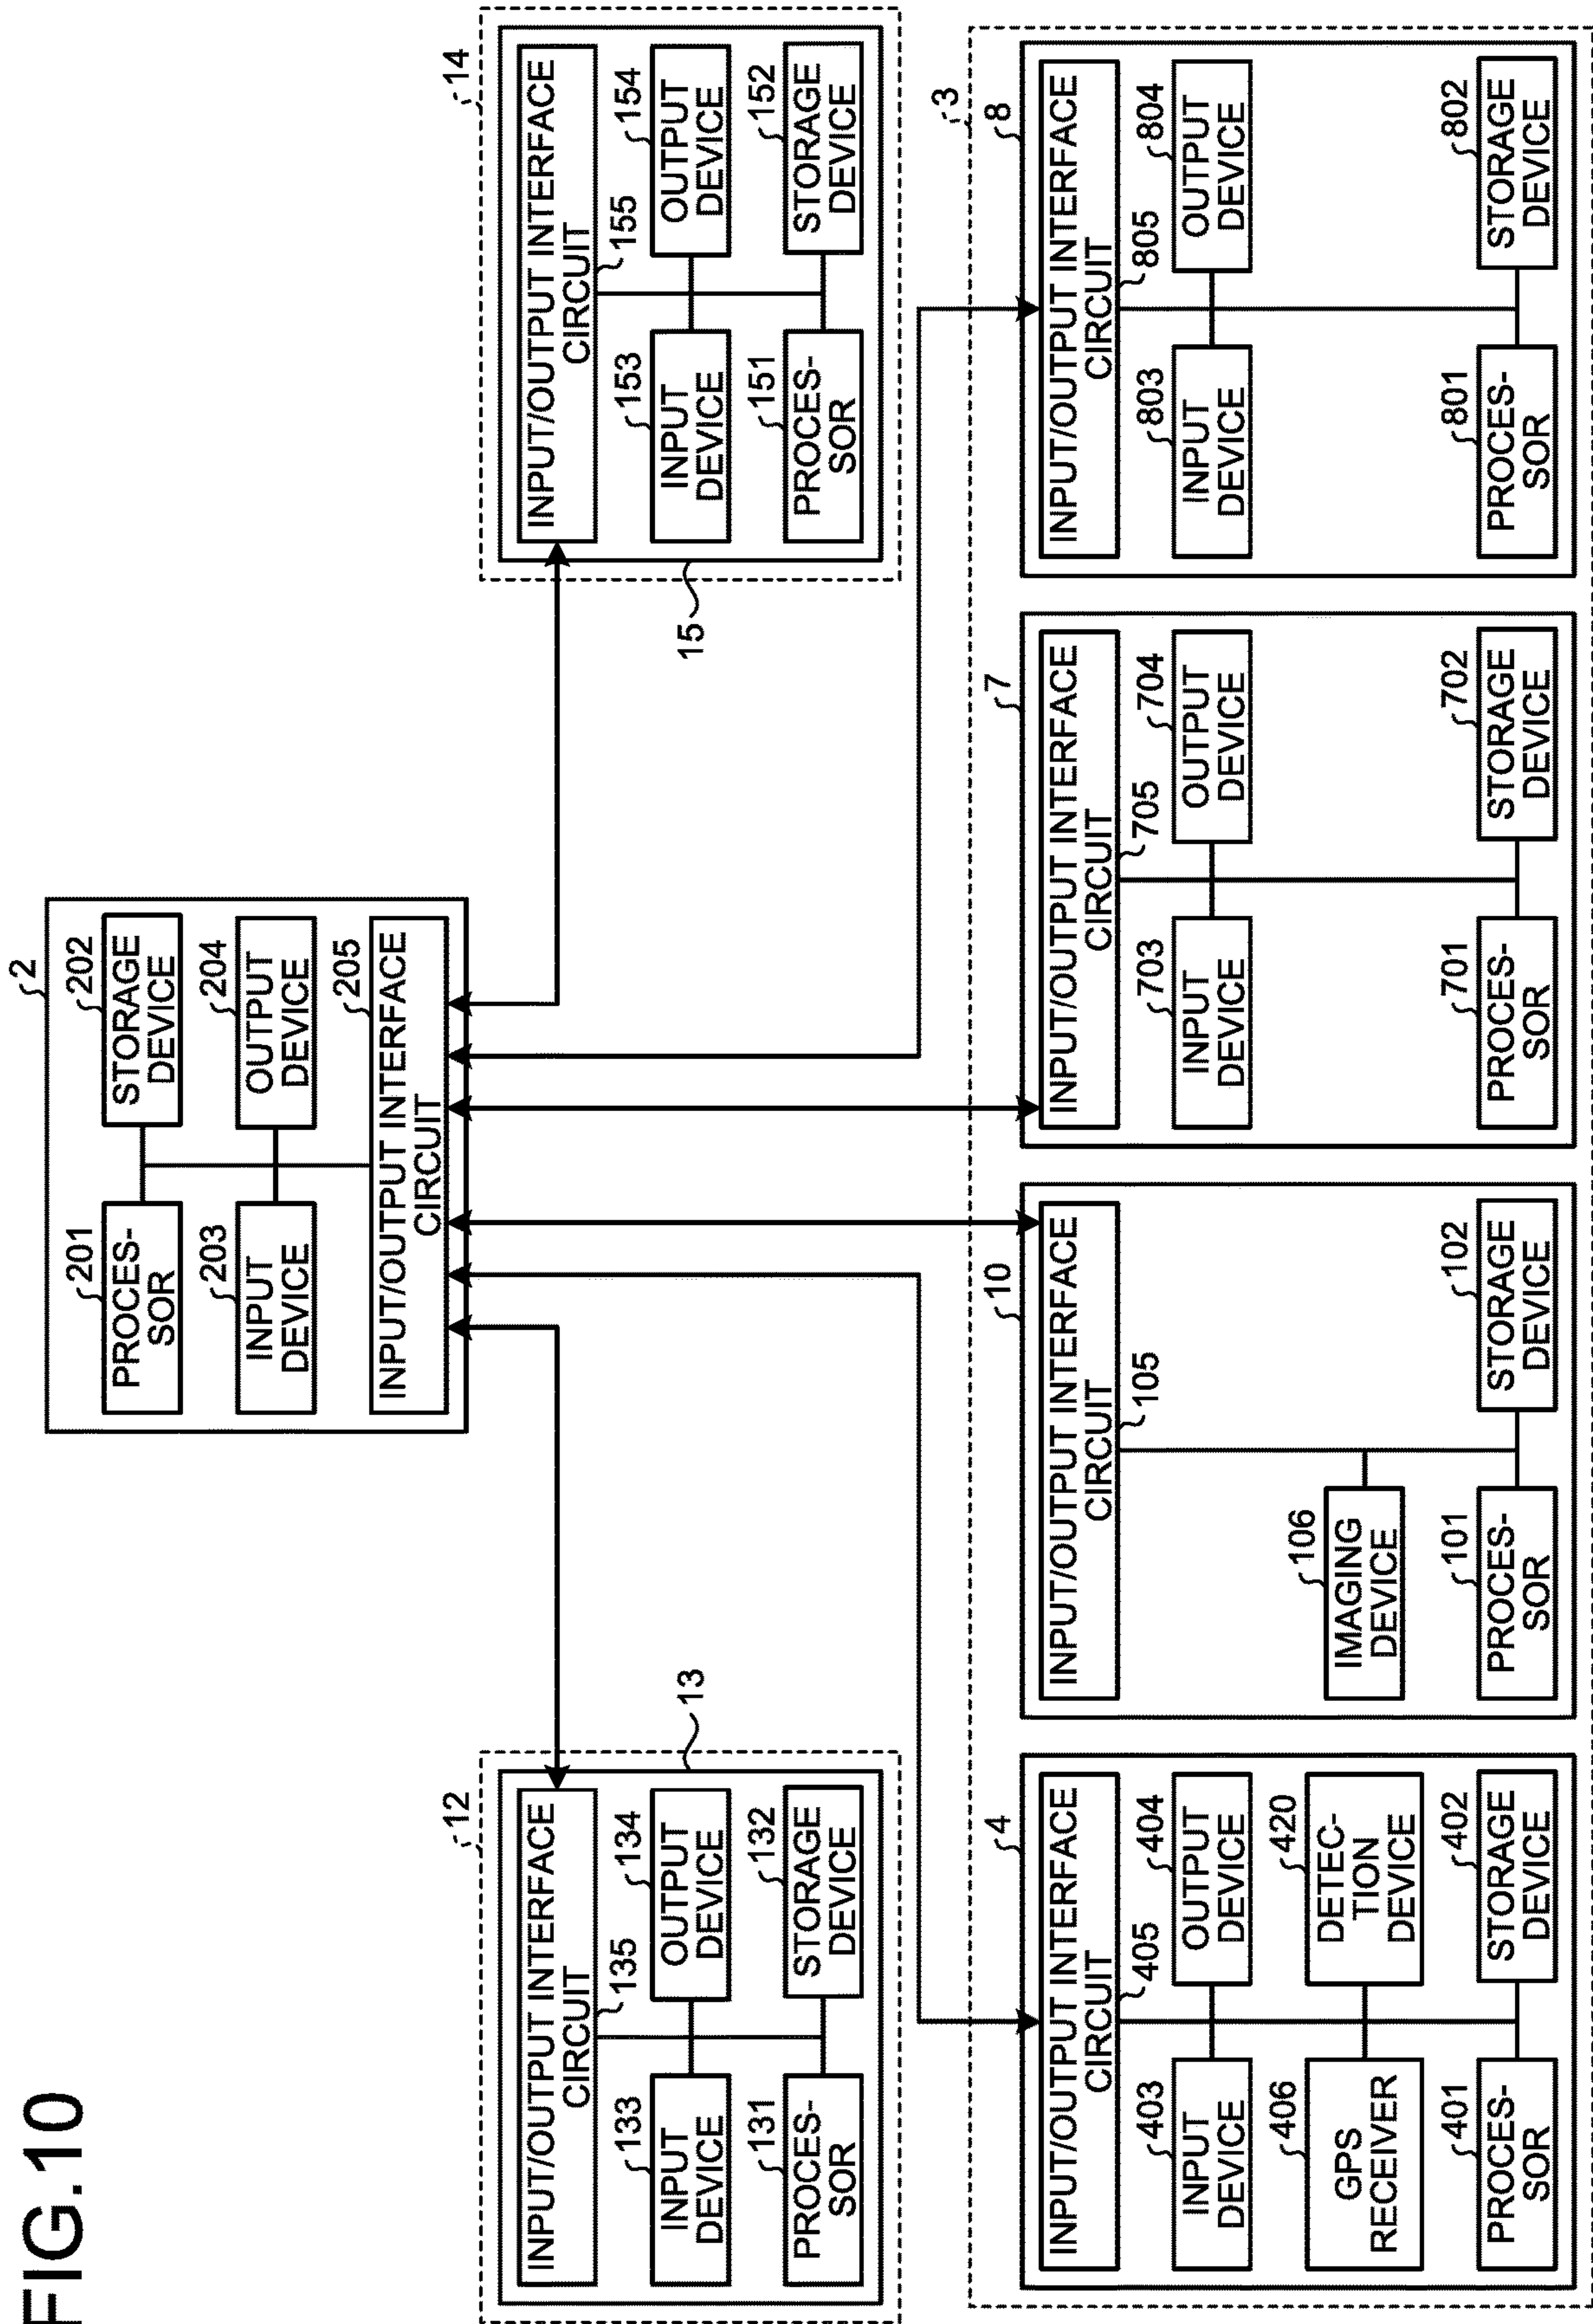 FIG.10
2
201
PROCES-
SOR
202
STORAGE
DEVICE
203
INPUT
DEVICE
204
OUTPUT
DEVICE
205
INPUT/OUTPUT INTERFACE
CIRCUIT
12
13
INPUT/OUTPUT INTERFACE
CIRCUIT
135
133
INPUT
DEVICE
134
OUTPUT
DEVICE
131
PROCES-
SOR
132
STORAGE
DEVICE
14
15
INPUT/OUTPUT INTERFACE
CIRCUIT
155
153
INPUT
DEVICE
154
OUTPUT
DEVICE
151
PROCES-
SOR
152
STORAGE
DEVICE
3
4
INPUT/OUTPUT INTERFACE
CIRCUIT
405
403
INPUT
DEVICE
404
OUTPUT
DEVICE
406
GPS
RECEIVER
420
DETEC-
TION
DEVICE
401
PROCES-
SOR
402
STORAGE
DEVICE
10
INPUT/OUTPUT INTERFACE
CIRCUIT
105
106
IMAGING
DEVICE
101
PROCES-
SOR
102
STORAGE
DEVICE
7
INPUT/OUTPUT INTERFACE
CIRCUIT
705
703
INPUT
DEVICE
704
OUTPUT
DEVICE
701
PROCES-
SOR
702
STORAGE
DEVICE
8
INPUT/OUTPUT INTERFACE
CIRCUIT
805
803
INPUT
DEVICE
804
OUTPUT
DEVICE
801
PROCES-
SOR
802
STORAGE
DEVICE